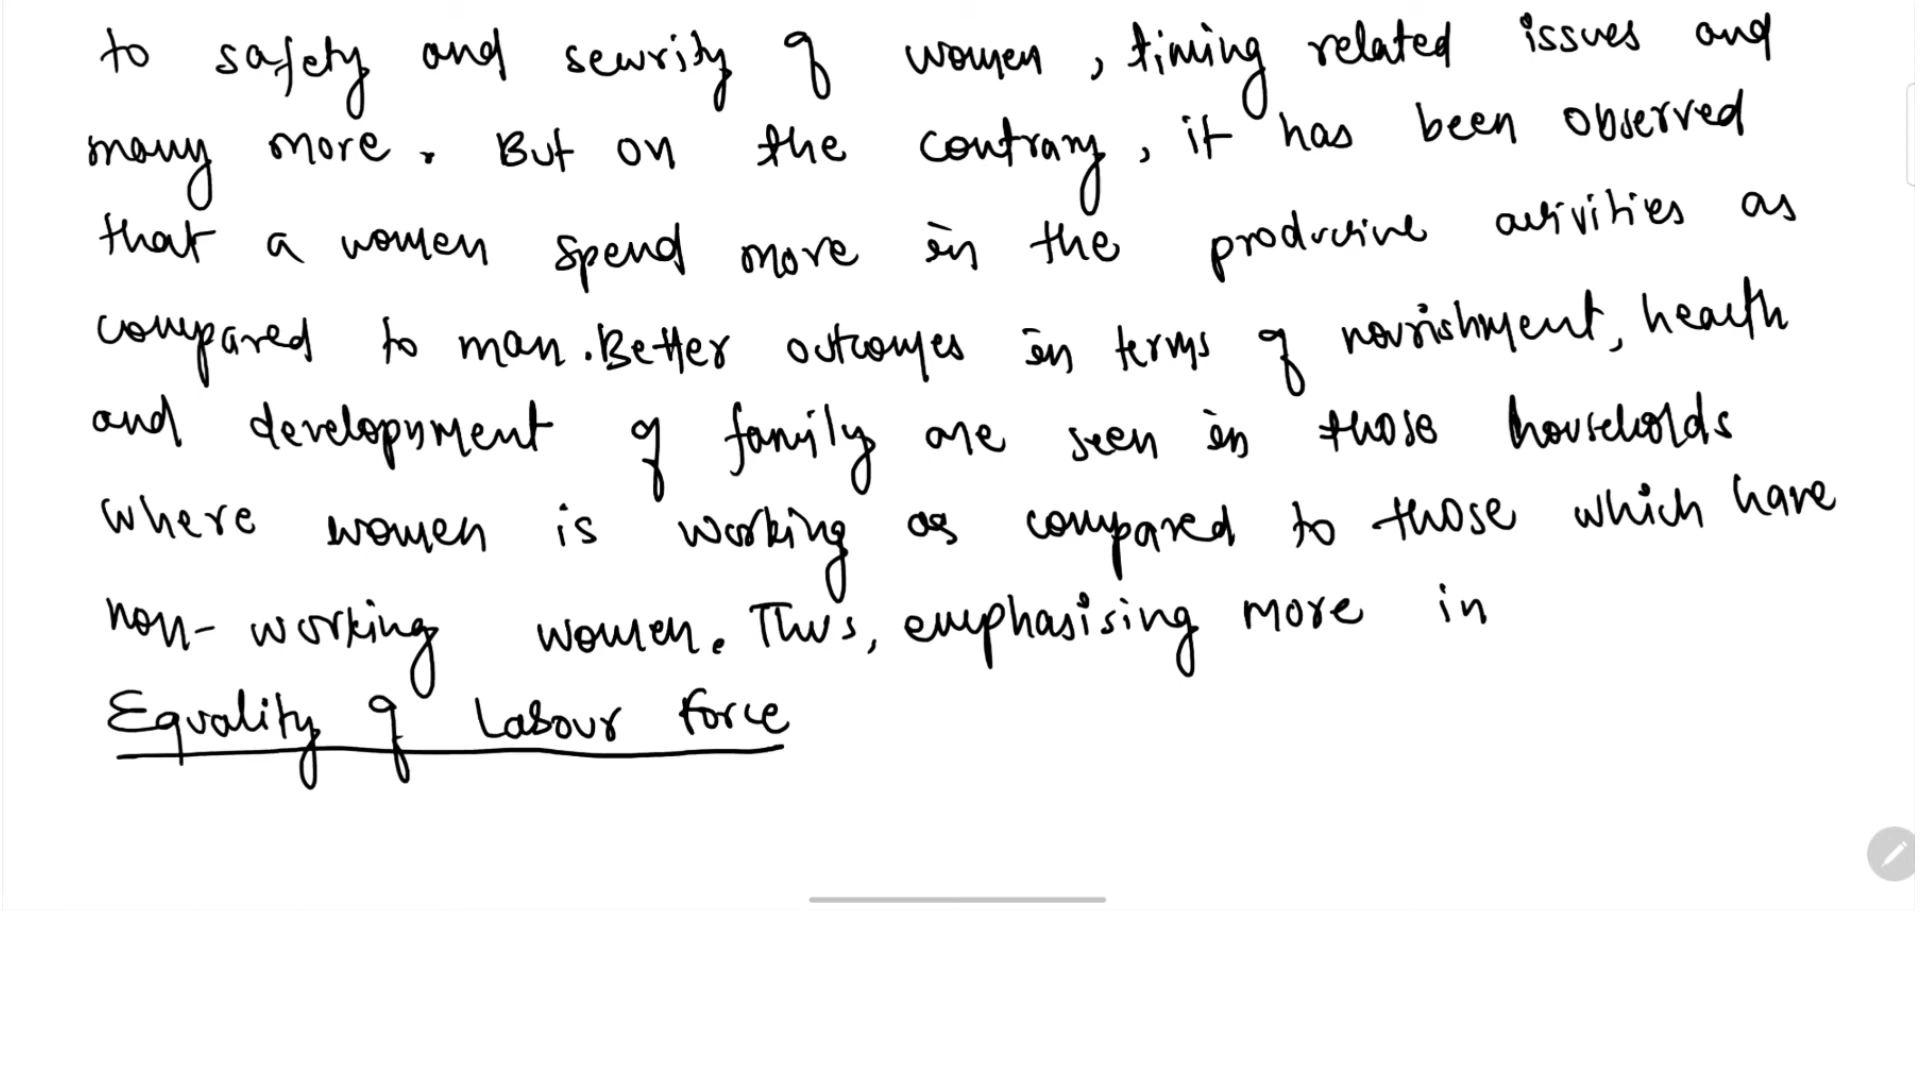 to safety and security of women, timing related issues and
many more. But on the contrary, it has been observed
that a women spend more in the productive activities as
compared to man. Better outcomes in terms of nourishment, health
and development of family are seen in those households
where women is working as compared to those which have
non-working women. Thus, emphasising more in
Equality of Labour force